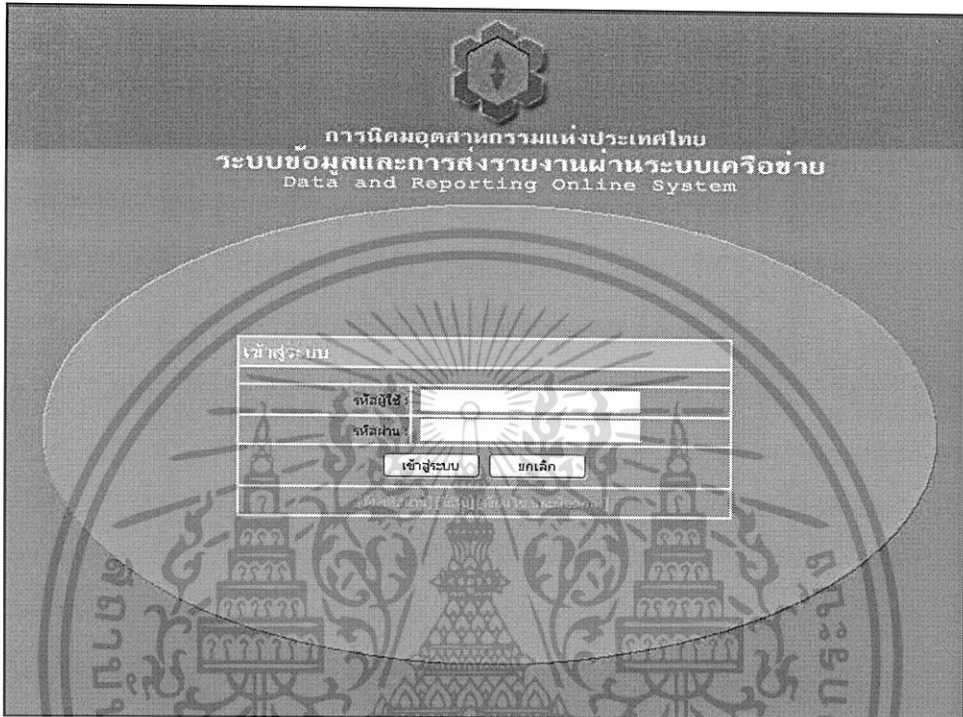 การนิคมอุตสาหกรรมแห่งประเทศไทย
ระบบข้อมูลและการส่งรายงานผ่านระบบเครือข่าย
Data and Reporting Online System
เข้าสู่ระบบ
รหัสผู้ใช้ :
รหัสผ่าน :
เข้าสู่ระบบ ยกเลิก